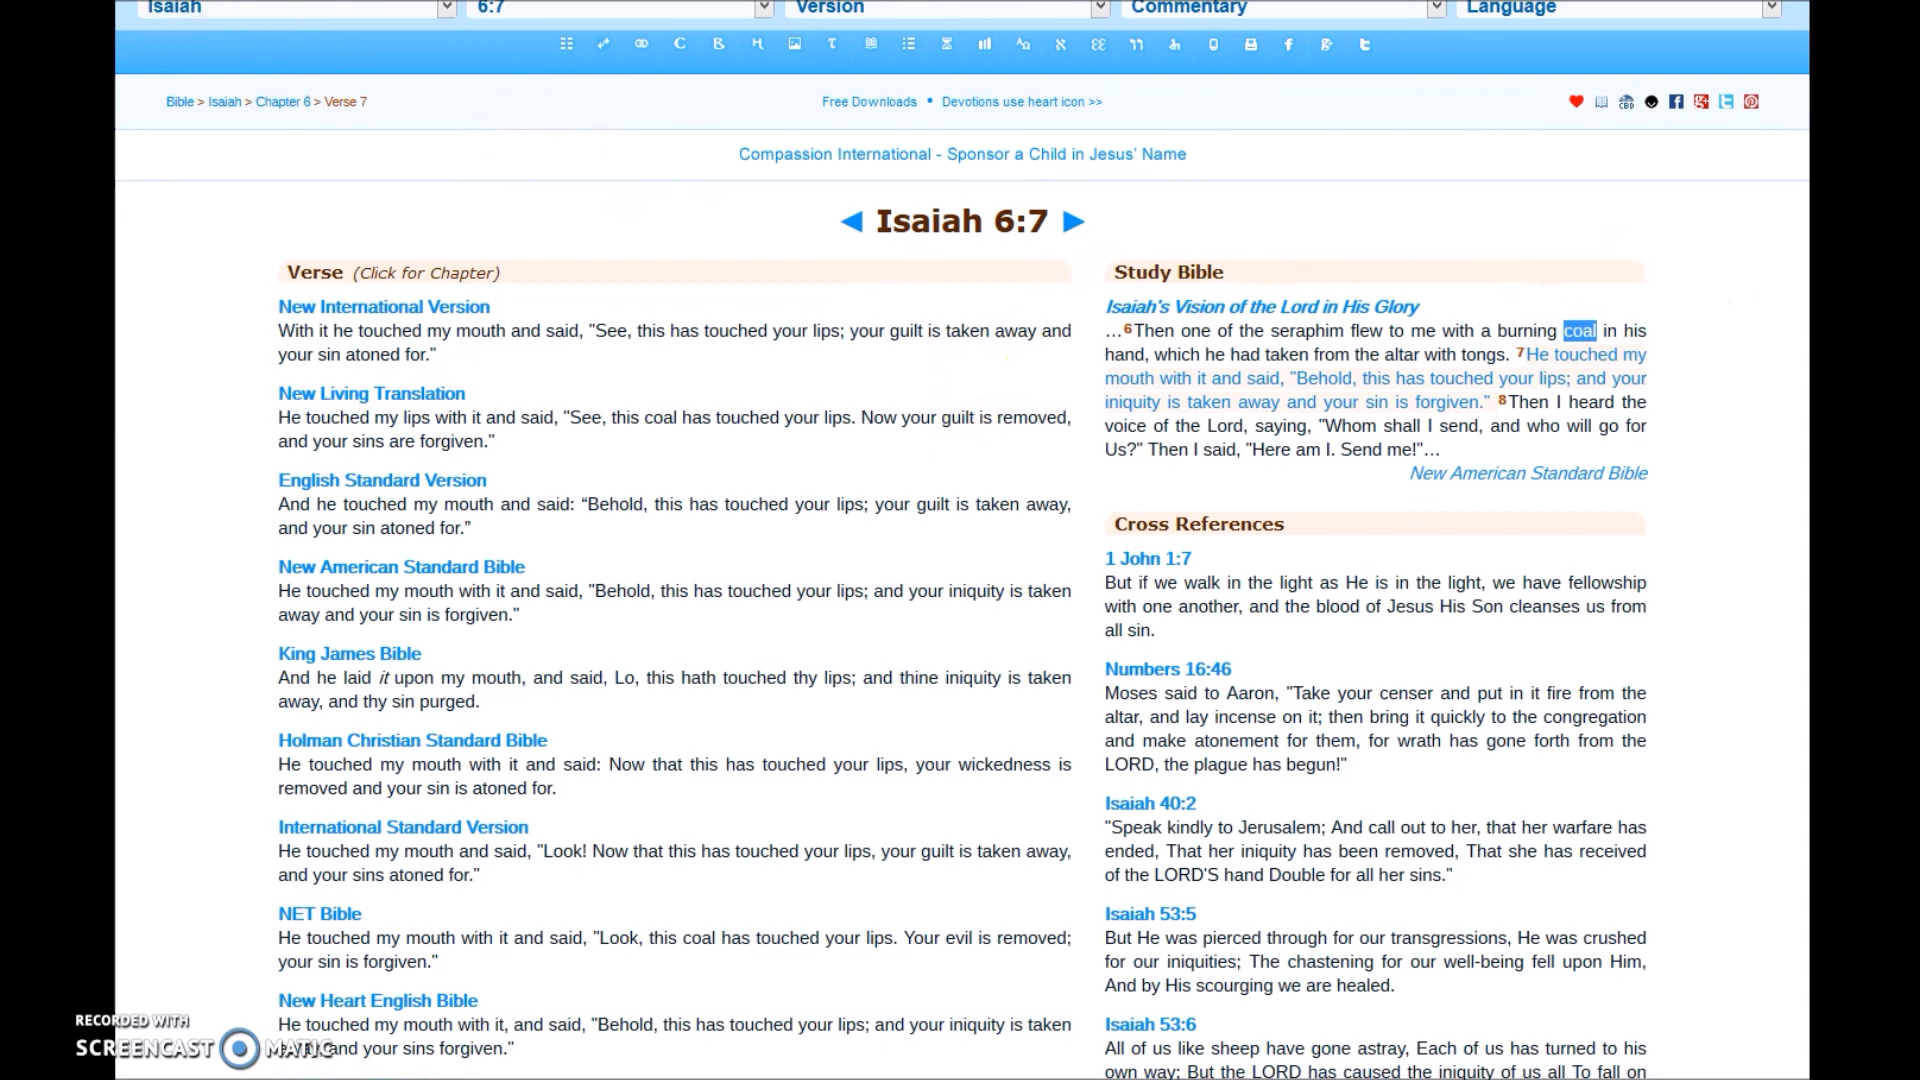 Isaiah 6:7 Version Commentary Language
Bible > Isaiah > Chapter 6 > Verse 7
Free Downloads • Devotions use heart icon >>
Compassion International - Sponsor a Child in Jesus' Name
◄ Isaiah 6:7 ►
Verse (Click for Chapter)
New International Version
With it he touched my mouth and said, "See, this has touched your lips; your guilt is taken away and
your sin atoned for."
New Living Translation
He touched my lips with it and said, "See, this coal has touched your lips. Now your guilt is removed,
and your sins are forgiven."
English Standard Version
And he touched my mouth and said: “Behold, this has touched your lips; your guilt is taken away,
and your sin atoned for.”
New American Standard Bible
He touched my mouth with it and said, "Behold, this has touched your lips; and your iniquity is taken
away and your sin is forgiven."
King James Bible
And he laid it upon my mouth, and said, Lo, this hath touched thy lips; and thine iniquity is taken
away, and thy sin purged.
Holman Christian Standard Bible
He touched my mouth with it and said: Now that this has touched your lips, your wickedness is
removed and your sin is atoned for.
International Standard Version
He touched my mouth and said, "Look! Now that this has touched your lips, your guilt is taken away,
and your sins atoned for."
NET Bible
He touched my mouth with it and said, "Look, this coal has touched your lips. Your evil is removed;
your sin is forgiven."
New Heart English Bible
He touched my mouth with it, and said, "Behold, this has touched your lips; and your iniquity is taken
and your sins forgiven."
Study Bible
Isaiah's Vision of the Lord in His Glory
…6Then one of the seraphim flew to me with a burning coal in his
hand, which he had taken from the altar with tongs. 7He touched my
mouth with it and said, "Behold, this has touched your lips; and your
iniquity is taken away and your sin is forgiven." 8Then I heard the
voice of the Lord, saying, "Whom shall I send, and who will go for
Us?" Then I said, "Here am I. Send me!"…
New American Standard Bible
Cross References
1 John 1:7
But if we walk in the light as He is in the light, we have fellowship
with one another, and the blood of Jesus His Son cleanses us from
all sin.
Numbers 16:46
Moses said to Aaron, "Take your censer and put in it fire from the
altar, and lay incense on it; then bring it quickly to the congregation
and make atonement for them, for wrath has gone forth from the
LORD, the plague has begun!"
Isaiah 40:2
"Speak kindly to Jerusalem; And call out to her, that her warfare has
ended, That her iniquity has been removed, That she has received
of the LORD'S hand Double for all her sins."
Isaiah 53:5
But He was pierced through for our transgressions, He was crushed
for our iniquities; The chastening for our well-being fell upon Him,
And by His scourging we are healed.
Isaiah 53:6
All of us like sheep have gone astray, Each of us has turned to his
own way; But the LORD has caused the iniquity of us all To fall on
RECORDED WITH
SCREENCAST MATIC